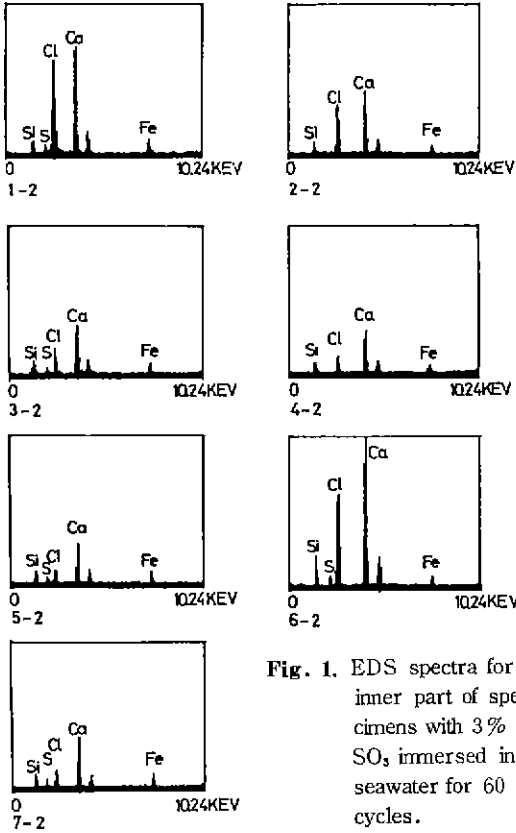 Ca
Cl
Si S Fe
0 10.24KEV
1-2
Ca
Cl
Si Fe
0 10.24KEV
2-2
Ca
Cl
Si S Fe
0 10.24KEV
3-2
Ca
Cl
Si Fe
0 10.24KEV
4-2
Ca
Cl
Si S Fe
0 10.24KEV
5-2
Ca
Cl
Si
S Fe
0 10.24KEV
6-2
Ca
Cl
Si S Fe
0 10.24KEV
7-2
Fig. 1. EDS spectra for
inner part of spe
cimens with 3%
SO₃ immersed in
seawater for 60
cycles.